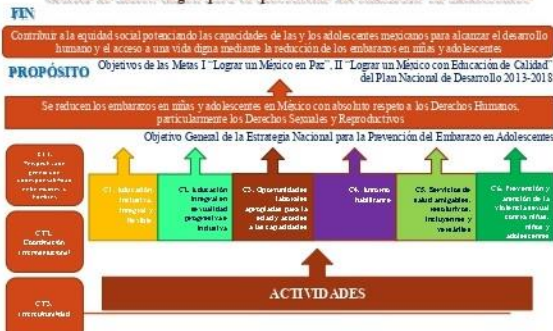 FIN
Contribuir a la equidad social potenciando las capacidades de las y los adolescentes mexicanos para alcanzar el desarrollo
humano y el acceso a una vida digna mediante la reducción de los embarazos en niñas y adolescentes
PROPÓSITO
Objetivos de las Metas I "Lograr un México en Paz", II "Lograr un México con Educación de Calidad"
del Plan Nacional de Desarrollo 2013-2018
Se reducen los embarazos en niñas y adolescentes en México con absoluto respeto a los Derechos Humanos,
particularmente los Derechos Sexuales y Reproductivos
Objetivo General de la Estrategia Nacional para la Prevención del Embarazo en Adolescentes
C1. Educación
inclusiva,
integral y
flexible
C2. Educación
integral en
sexualidad
progresiva e
inclusiva
C3. Oportunidades
laborales
apropiadas para la
edad y acordes
a las capacidades
C4. Entorno
habilitante
C5. Servicios de
salud amigables,
resolutivos,
incluyentes y
versátiles
C6. Prevención y
atención de la
violencia sexual
contra niñas,
niños y
adolescentes
CT2.
CT3.
Interculturalidad
ACTIVIDADES